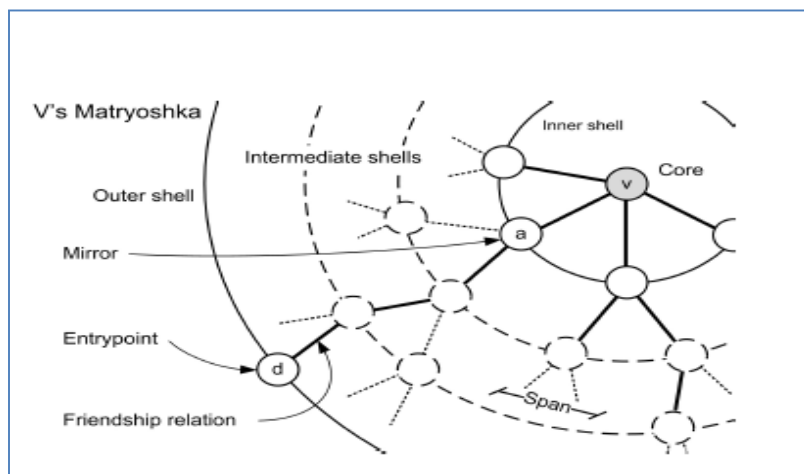 V's Matryoshka
Inner shell
Intermediate shells
Core
v
Outer shell
a
Mirror
Entrypoint
d
Span
Friendship relation